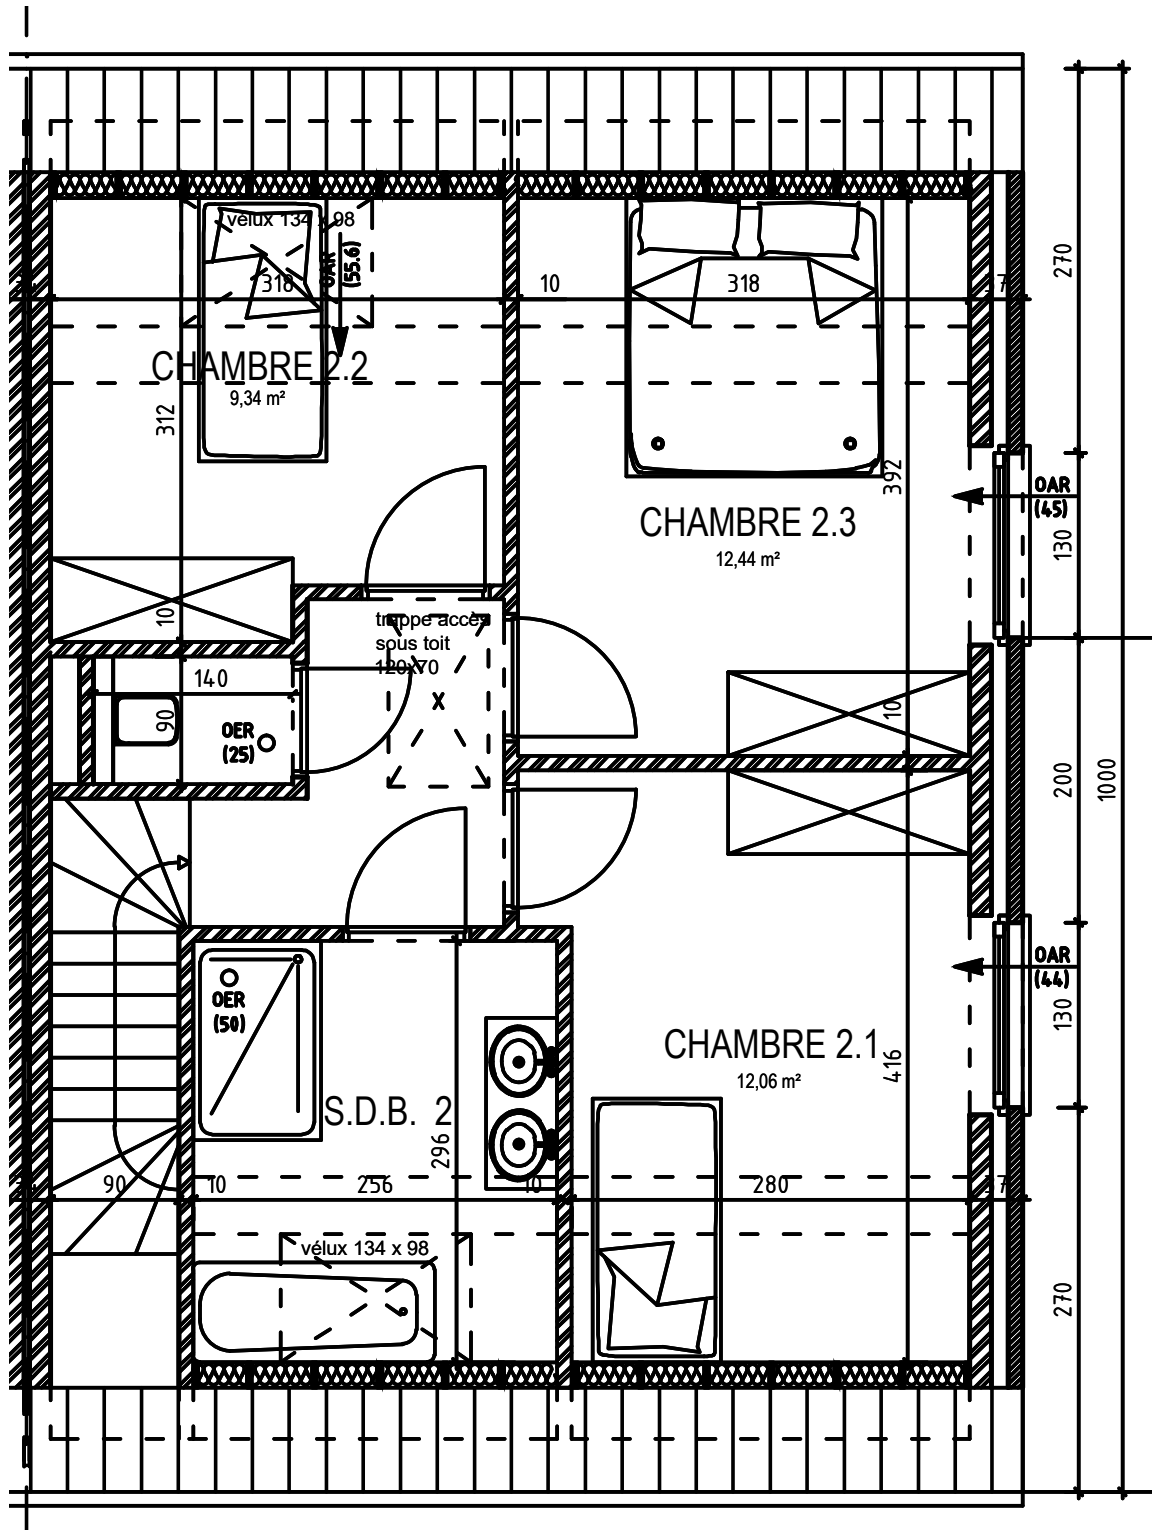 270
vélux 134 x 98
OAR
(55.6)
318
10
318
37
CHAMBRE 2.2
9,34 m²
312
392
OAR
(45)
130
CHAMBRE 2.3
12,44 m²
10
trappe accès
sous toit
120x70
140
90
OER
(25)
X
10
200
1000
OAR
(44)
130
OER
(50)
CHAMBRE 2.1
12,06 m²
416
S.D.B. 2
296
90
10
256
10
280
37
vélux 134 x 98
270